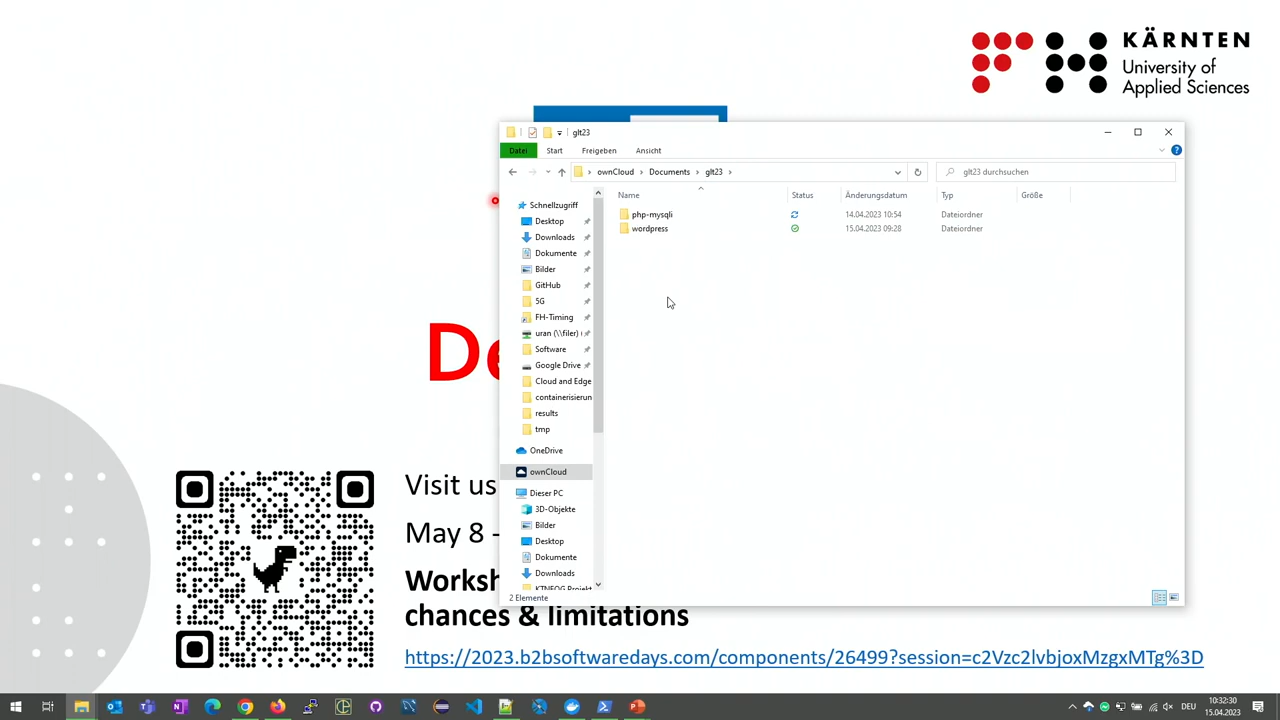 KÄRNTEN
University of
Applied Sciences
glt23
Datei Start Freigeben Ansicht
ownCloud Documents glt23
glt23 durchsuchen
Name Status Änderungsdatum Typ Größe
php-mysqli 14.04.2023 10:54 Dateiordner
wordpress 15.04.2023 09:28 Dateiordner
Schnellzugriff
Desktop
Downloads
Dokumente
Bilder
GitHub
5G
FH-Timing
uran (\\filer) (
Software
Google Drive
Cloud and Edge
containerisierun
results
tmp
OneDrive
ownCloud
Dieser PC
3D-Objekte
Bilder
Desktop
Dokumente
Downloads
2 Elemente
De
Visit us
May 8 -
Worksh
chances & limitations
https://2023.b2bsoftwaredays.com/components/26499?session=c2Vzc2lvbjoxMzgxMTg%3D
DEU
10:32:30
15.04.2023